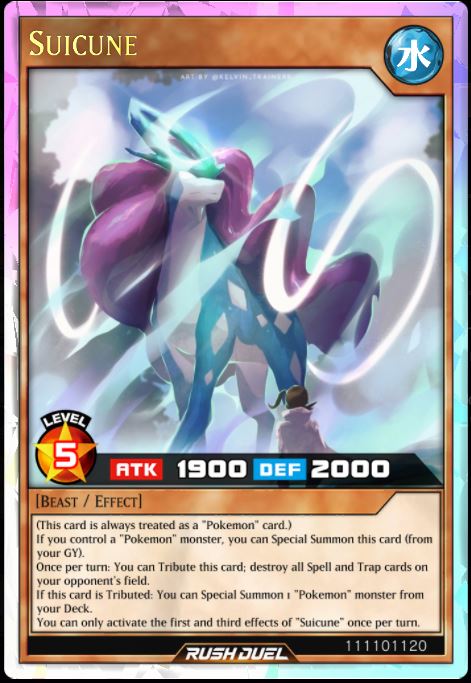 SUICUNE
水
ART BY @KELVIN_TRAINERS
LEVEL
5
ATK 1900 DEF 2000
[BEAST / EFFECT]
(This card is always treated as a "Pokemon" card.)
If you control a "Pokemon" monster, you can Special Summon this card (from
your GY).
Once per turn: You can Tribute this card; destroy all Spell and Trap cards on
your opponent's field.
If this card is Tributed: You can Special Summon 1 "Pokemon" monster from
your Deck.
You can only activate the first and third effects of "Suicune" once per turn.
RUSH DUEL
111101120